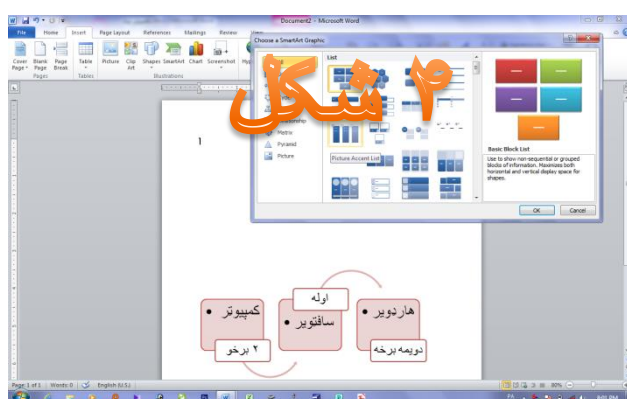 Document2 - Microsoft Word
File Home Insert Page Layout References Mailings Review
Cover Page Blank Page Page Break Table Picture Clip Art Shapes SmartArt Chart Screenshot
Pages Tables Illustrations
Choose a SmartArt Graphic
List
Matrix
Pyramid
Picture
Picture Accent List
Basic Block List
Use to show non-sequential or grouped
blocks of information. Maximizes both
horizontal and vertical display space for
shapes.
OK Cancel
۴ شکل
۱
هاردویر
دویمه برخه
اوله
سافتویر
کمپیوتر
۲ برخو
Page: 1 of 1 Words: 0 English (U.S.) 80%